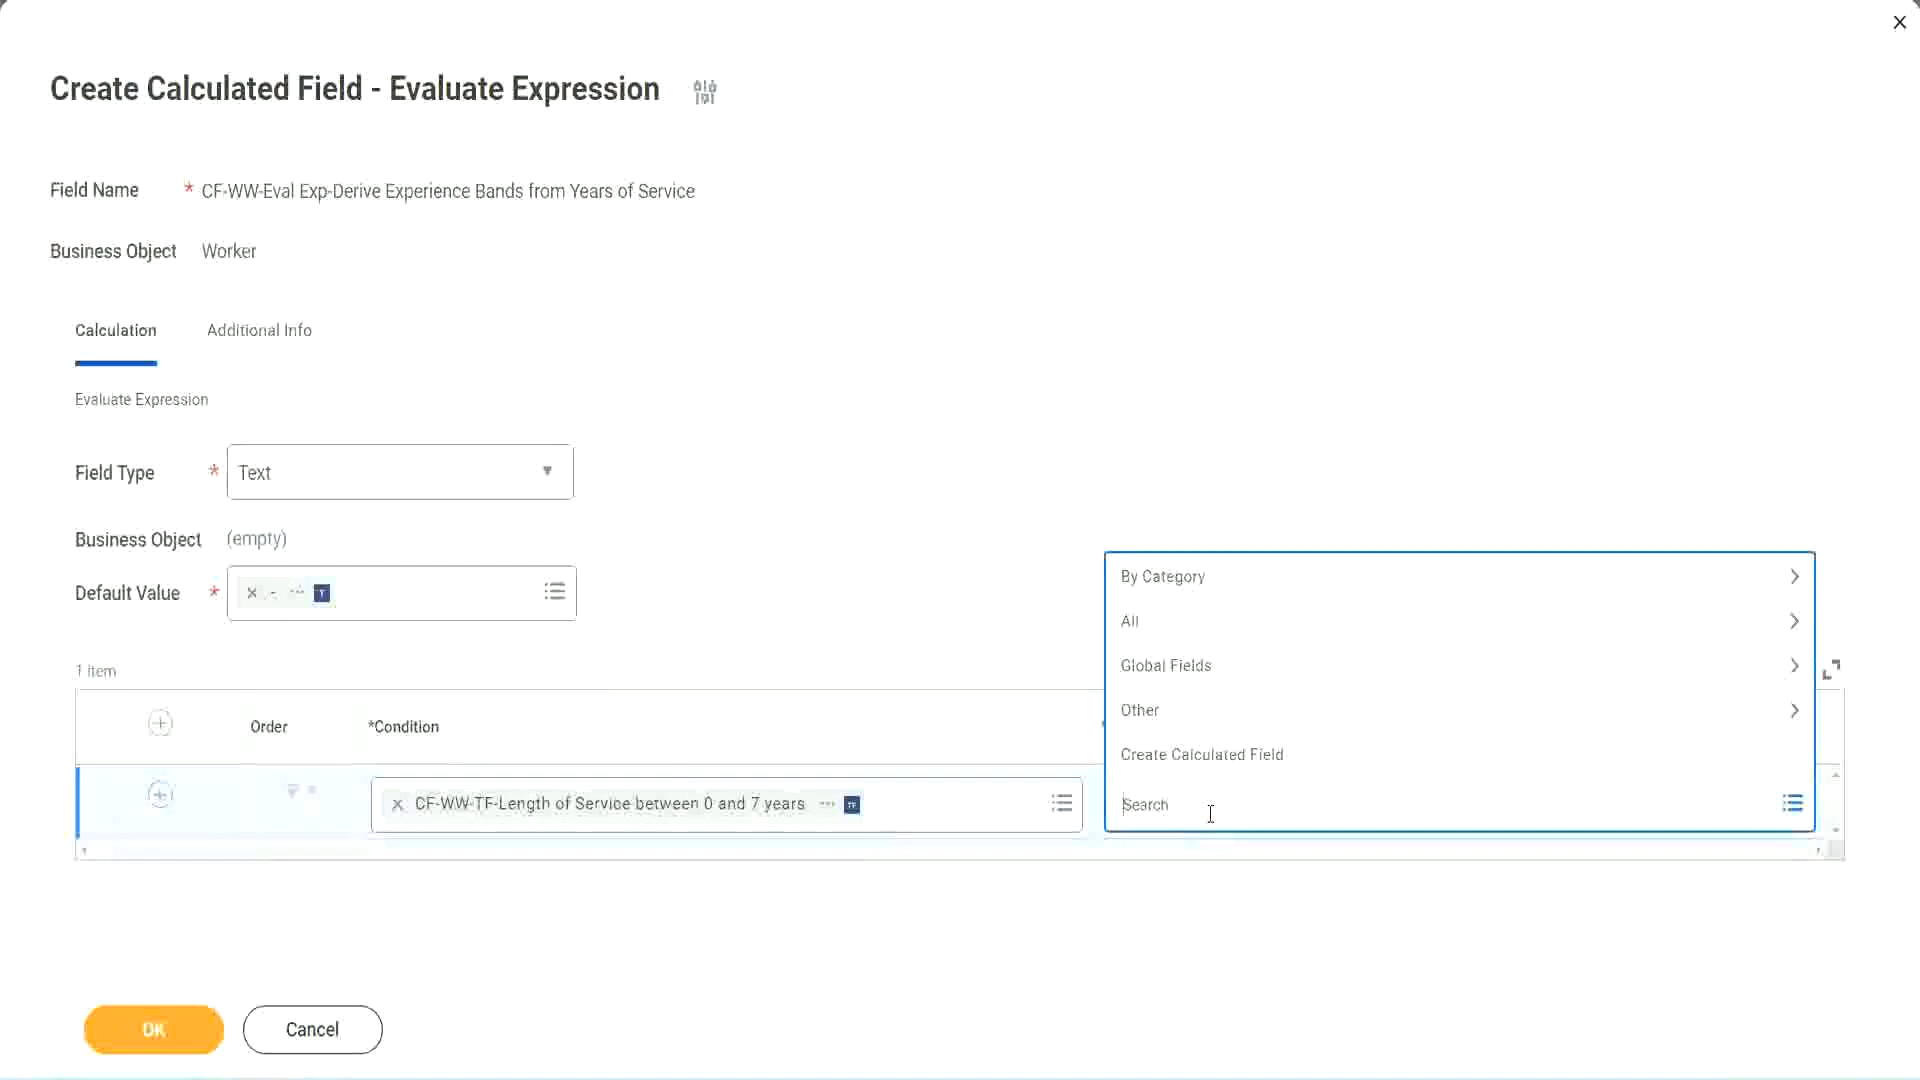 Create Calculated Field - Evaluate Expression
Field Name * CF-WW-Eval Exp-Derive Experience Bands from Years of Service
Business Object Worker
Calculation Additional Info
Evaluate Expression
Field Type * Text
Business Object (empty)
Default Value * × - ... T
1 item
Order *Condition
CF-WW-TF-Length of Service between 0 and 7 years ... TF
By Category
All
Global Fields
Other
Create Calculated Field
Search
OK Cancel